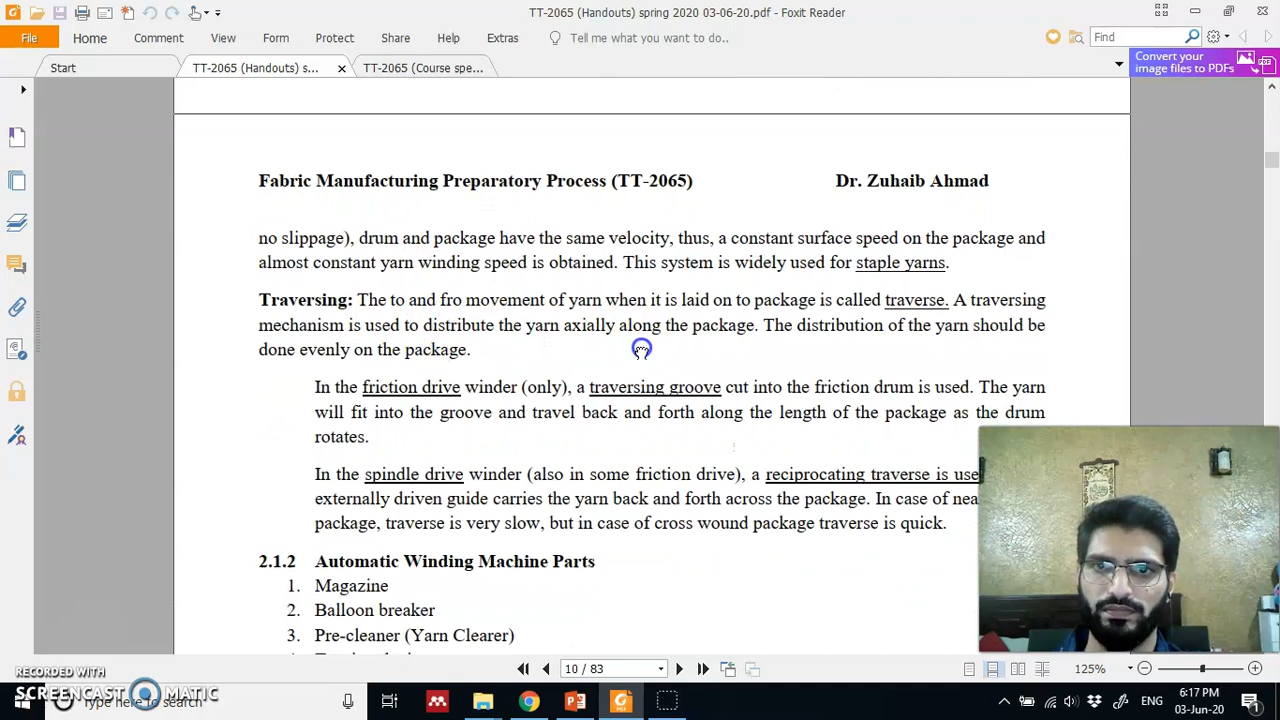 TT-2065 (Handouts) spring 2020 03-06-20.pdf - Foxit Reader
File Home Comment View Form Protect Share Help Extras Tell me what you want to do.. Find
Start TT-2065 (Handouts) s... TT-2065 (Course spe...
Convert your
image files to PDFs
Fabric Manufacturing Preparatory Process (TT-2065) Dr. Zuhaib Ahmad
no slippage), drum and package have the same velocity, thus, a constant surface speed on the package and
almost constant yarn winding speed is obtained. This system is widely used for staple yarns.
Traversing: The to and fro movement of yarn when it is laid on to package is called traverse. A traversing
mechanism is used to distribute the yarn axially along the package. The distribution of the yarn should be
done evenly on the package.
In the friction drive winder (only), a traversing groove cut into the friction drum is used. The yarn
will fit into the groove and travel back and forth along the length of the package as the drum
rotates.
In the spindle drive winder (also in some friction drive), a reciprocating traverse is use
externally driven guide carries the yarn back and forth across the package. In case of nea
package, traverse is very slow, but in case of cross wound package traverse is quick.
2.1.2 Automatic Winding Machine Parts
1. Magazine
2. Balloon breaker
3. Pre-cleaner (Yarn Clearer)
10 / 83 125%
RECORDED WITH
SCREENCAST MATIC
Type here to search
ENG
6:17 PM
03-Jun-20